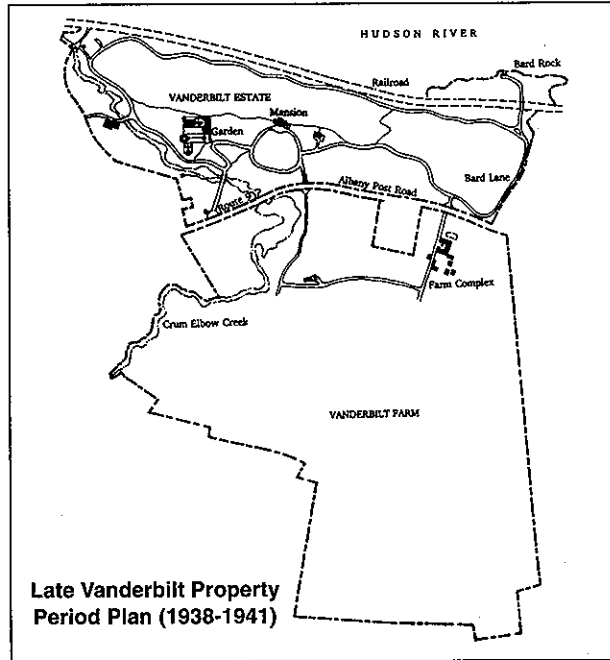 HUDSON RIVER
Bard Rock
Railroad
VANDERBILT ESTATE
Mansion
Garden
Bard Lane
Albany Post Road
Route 9
Farm Complex
Crum Elbow Creek
VANDERBILT FARM
Late Vanderbilt Property
Period Plan (1938-1941)